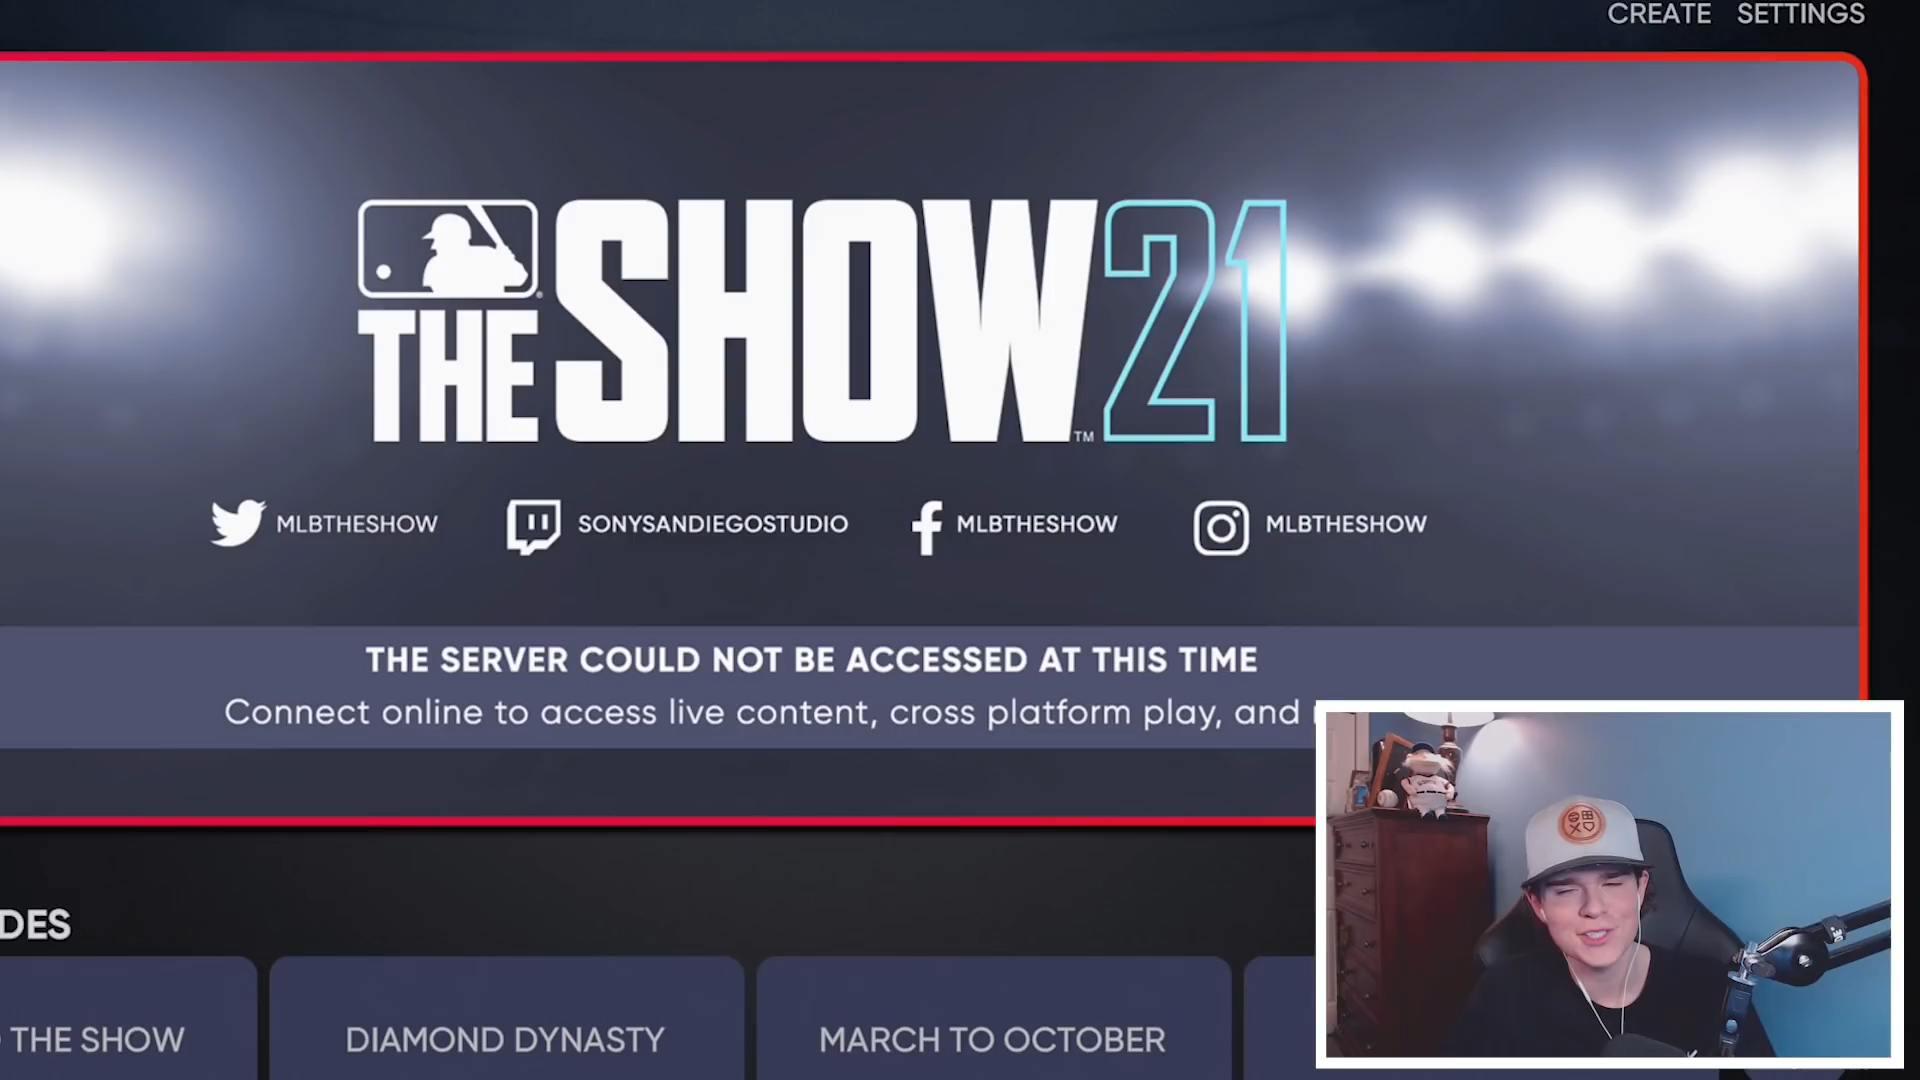 CREATE SETTINGS
THE SHOW 21
TM
MLBTHESHOW SONYSANDIEGOSTUDIO MLBTHESHOW MLBTHESHOW
THE SERVER COULD NOT BE ACCESSED AT THIS TIME
Connect online to access live content, cross platform play, and
DES
THE SHOW DIAMOND DYNASTY MARCH TO OCTOBER